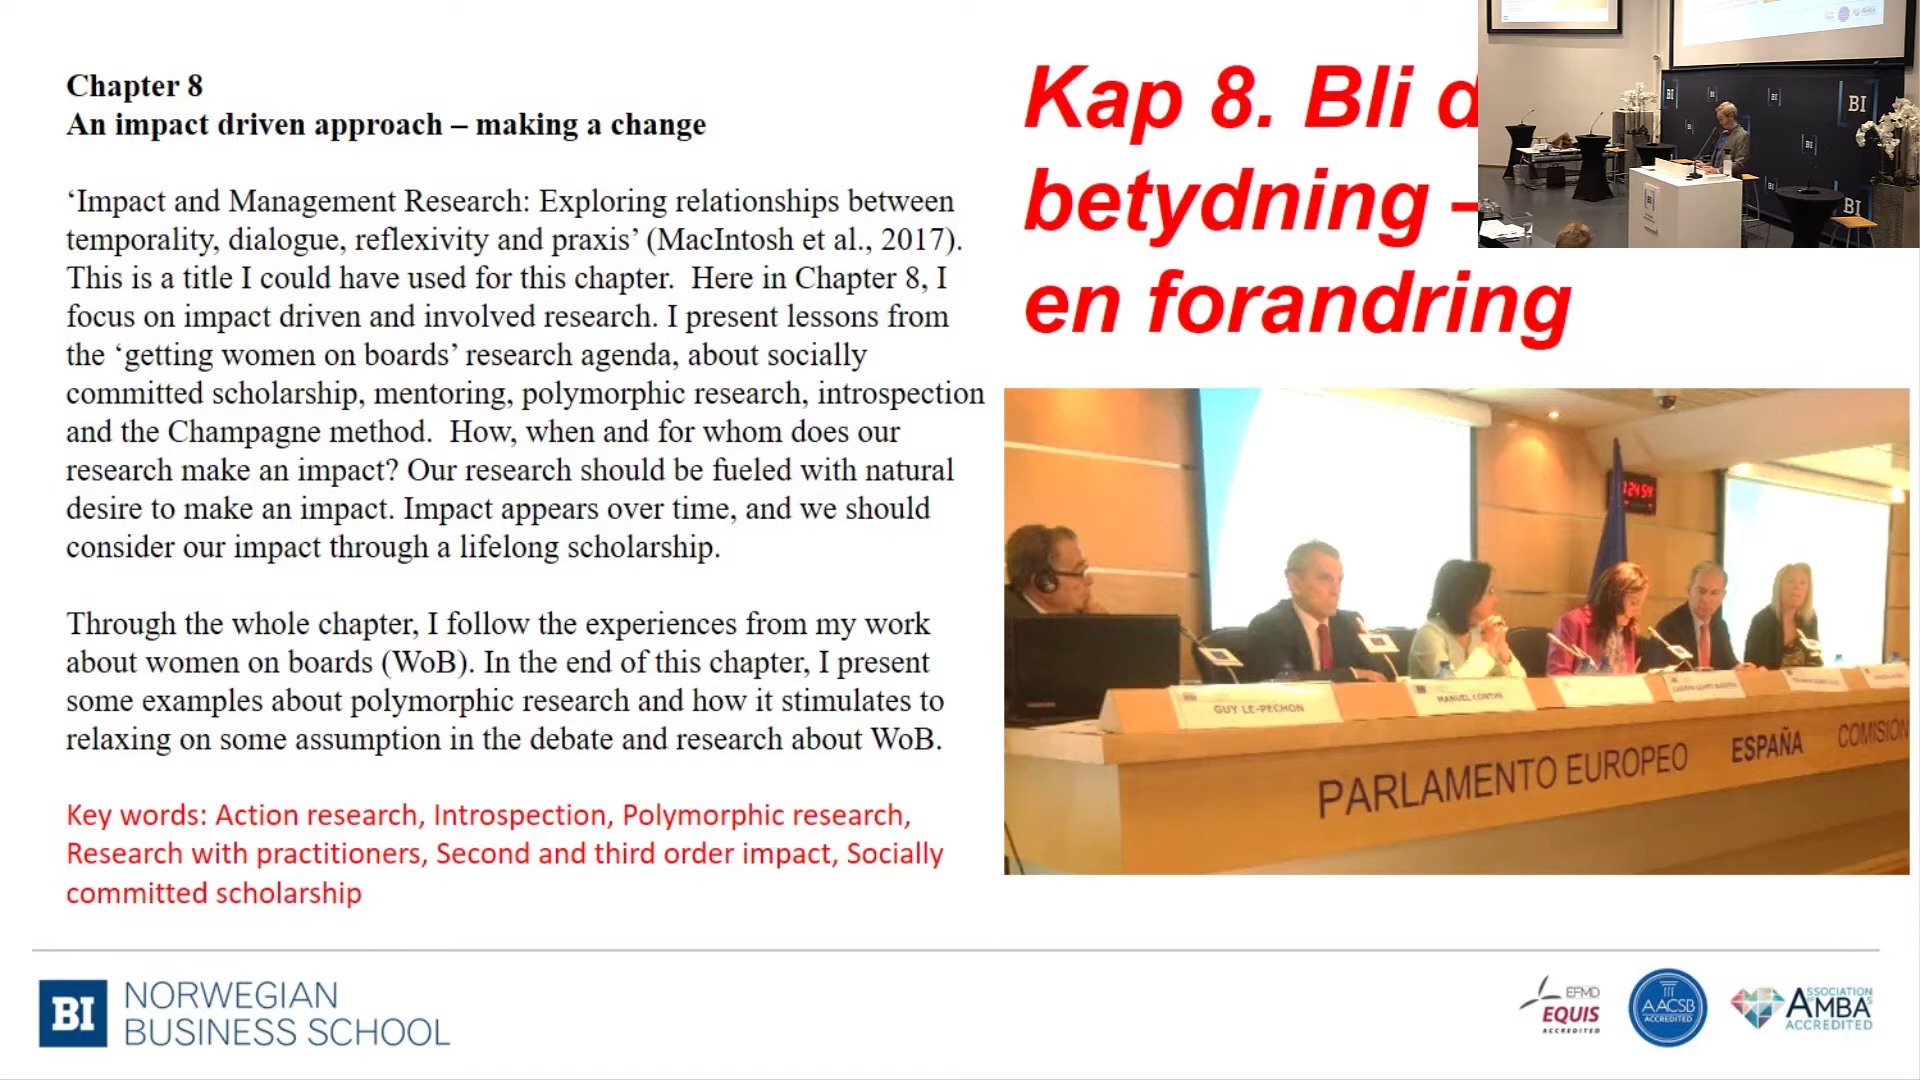 Chapter 8
An impact driven approach – making a change
‘Impact and Management Research: Exploring relationships between
temporality, dialogue, reflexivity and praxis’ (MacIntosh et al., 2017).
This is a title I could have used for this chapter.  Here in Chapter 8, I
focus on impact driven and involved research. I present lessons from
the ‘getting women on boards’ research agenda, about socially
committed scholarship, mentoring, polymorphic research, introspection
and the Champagne method.  How, when and for whom does our
research make an impact? Our research should be fueled with natural
desire to make an impact. Impact appears over time, and we should
consider our impact through a lifelong scholarship.
Through the whole chapter, I follow the experiences from my work
about women on boards (WoB). In the end of this chapter, I present
some examples about polymorphic research and how it stimulates to
relaxing on some assumption in the debate and research about WoB.
Key words: Action research, Introspection, Polymorphic research,
Research with practitioners, Second and third order impact, Socially
committed scholarship
Kap 8. Bli d
betydning –
en forandring
BI
BI
GUY LE-PECHON
MANUEL CONTHE
PARLAMENTO EUROPEO
ESPAÑA
COMISIÓN
BI
NORWEGIAN
BUSINESS SCHOOL
EFMD
EQUIS
ACCREDITED
AACSB
ACCREDITED
ASSOCIATION
OF AMBAS
ACCREDITED